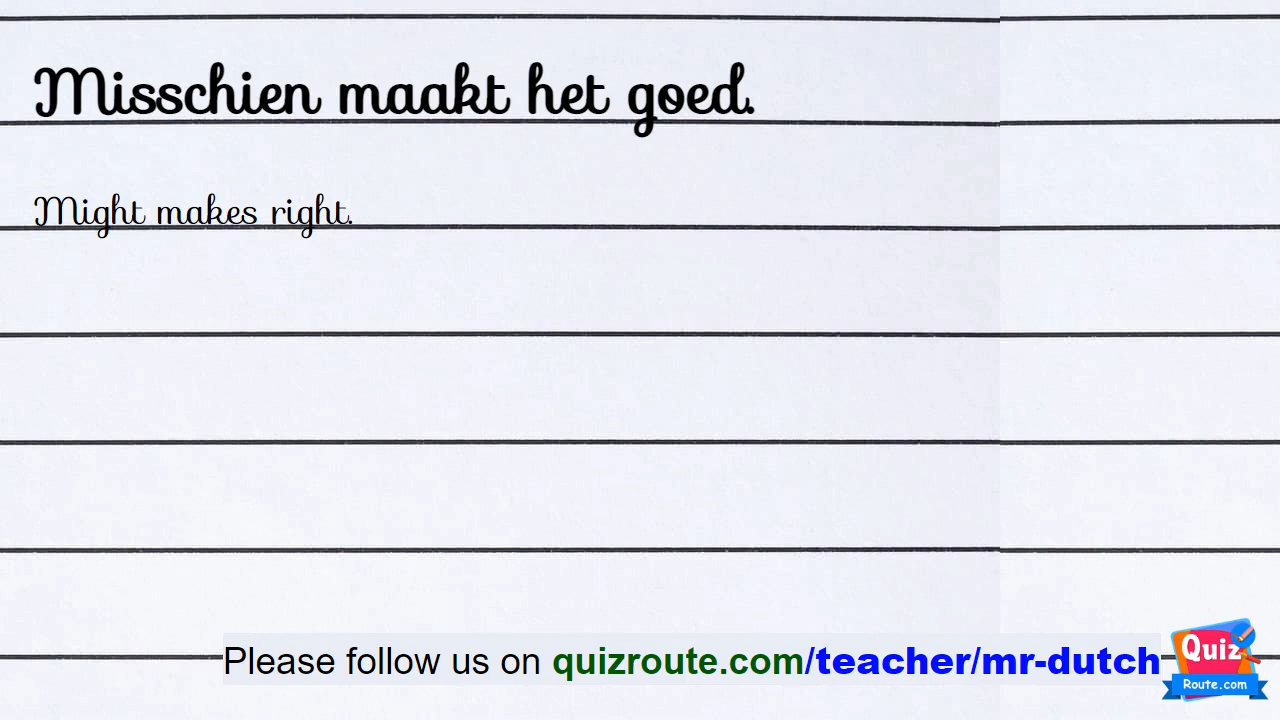 Misschien maakt het goed.
Might makes right.
Please follow us on quizroute.com/teacher/mr-dutch
Quiz
Route.com